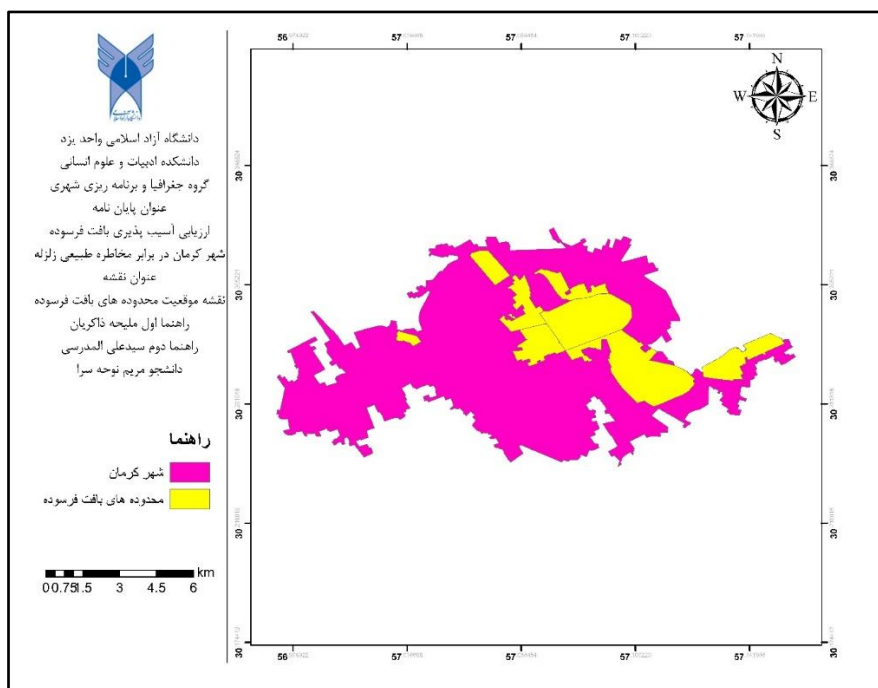 دانشگاه آزاد اسلامی واحد یزد
دانشکده ادبیات و علوم انسانی
گروه جغرافیا و برنامه ریزی شهری
عنوان پایان نامه
ارزیابی آسیب پذیری بافت فرسوده
شهر کرمان در برابر مخاطره طبیعی زلزله
عنوان نقشه
نقشه موقعیت محدوده های بافت فرسوده
راهنما اول ملیحه ذاکریان
راهنما دوم سیدعلی المدرسی
دانشجو مریم نوحه سرا
راهنما
شهر کرمان
محدوده های بافت فرسوده
km
0 0.75 1.5 3 4.5 6
56 57 57 57 57
N
W E
S
30 30
30 30
30 30
30 30
30 30
56 57 57 57 57